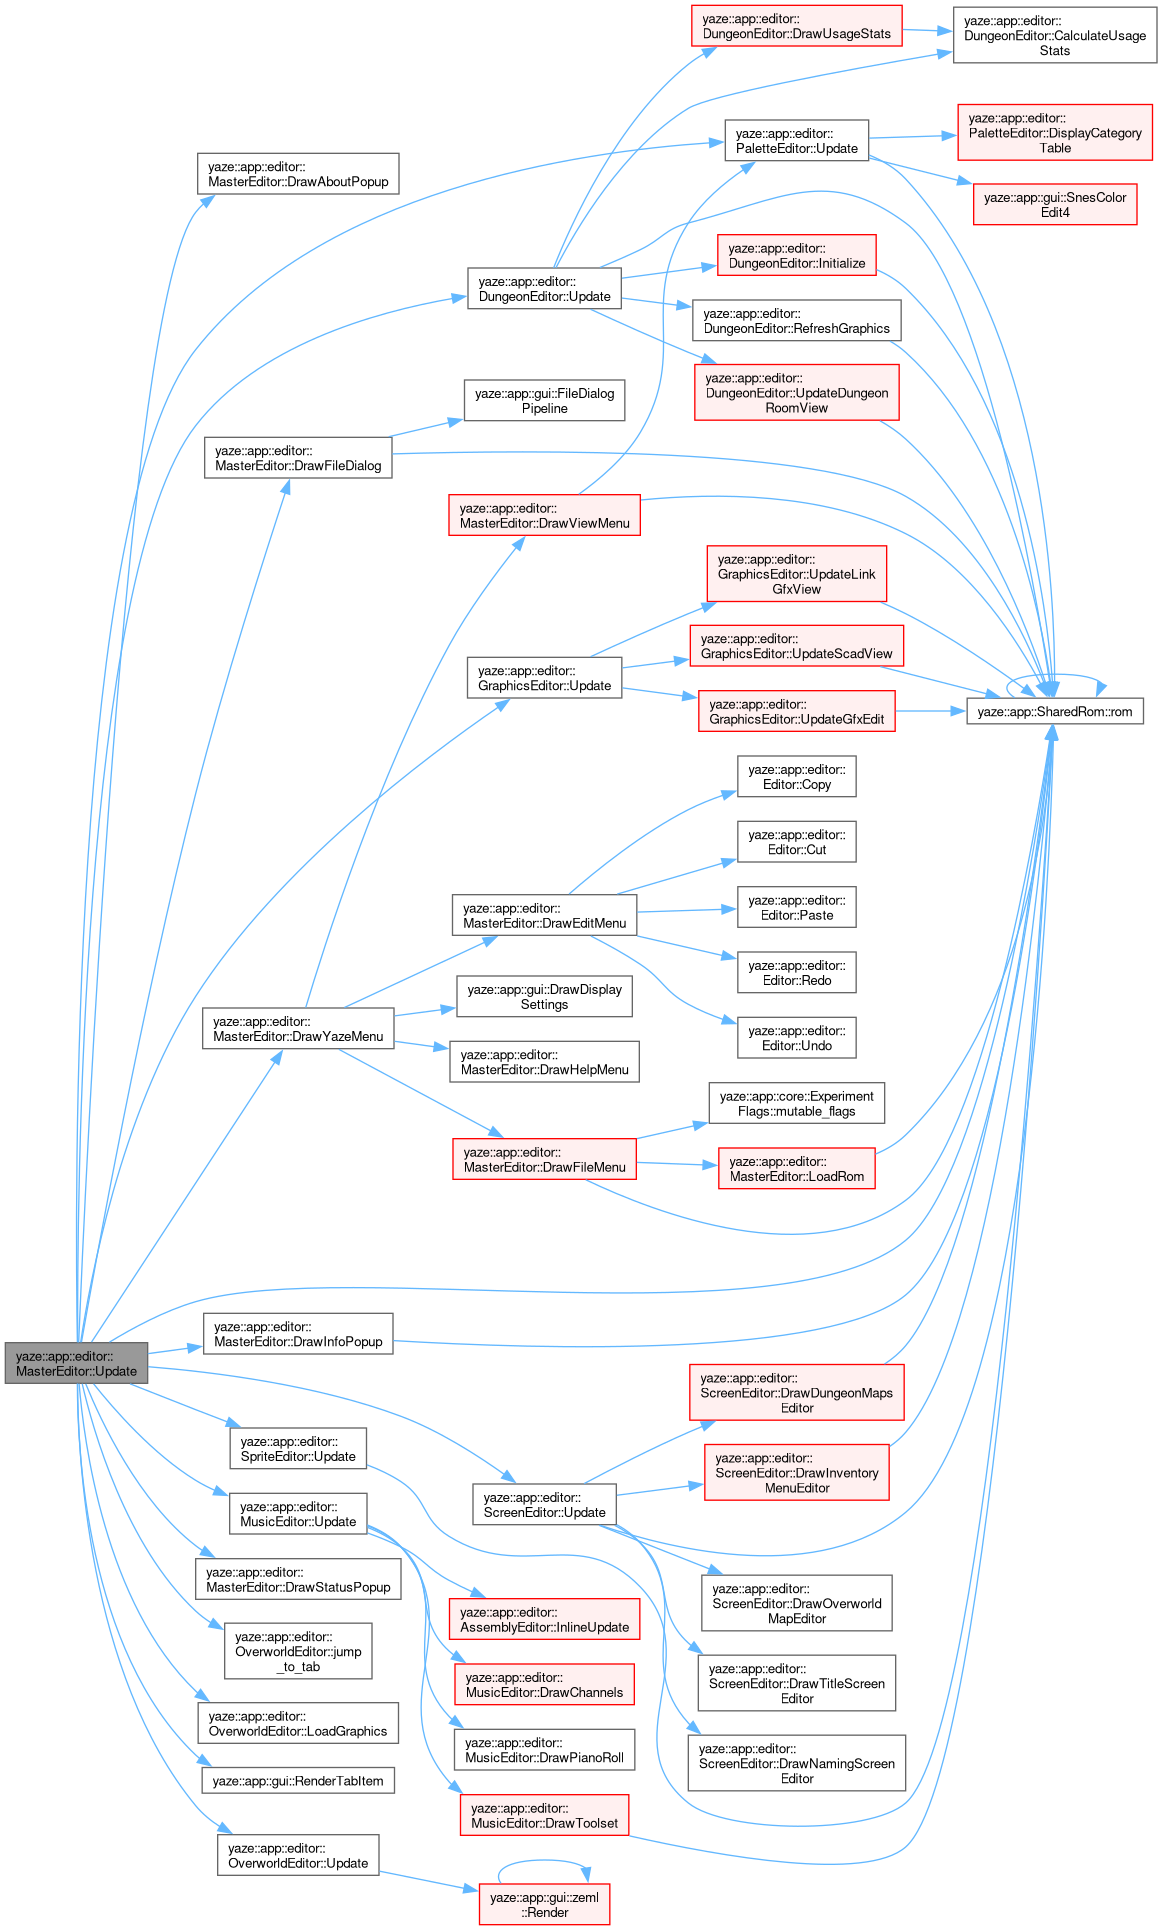 yaze::app::editor::
DungeonEditor::DrawUsageStats
yaze::app::editor::
DungeonEditor::CalculateUsage
Stats
yaze::app::editor::
PaletteEditor::Update
yaze::app::editor::
PaletteEditor::DisplayCategory
Table
yaze::app::editor::
MasterEditor::DrawAboutPopup
yaze::app::gui::SnesColor
Edit4
yaze::app::editor::
DungeonEditor::Initialize
yaze::app::editor::
DungeonEditor::Update
yaze::app::editor::
DungeonEditor::RefreshGraphics
yaze::app::editor::
DungeonEditor::UpdateDungeon
RoomView
yaze::app::gui::FileDialog
Pipeline
yaze::app::editor::
MasterEditor::DrawFileDialog
yaze::app::editor::
MasterEditor::DrawViewMenu
yaze::app::editor::
GraphicsEditor::UpdateLink
GfxView
yaze::app::editor::
GraphicsEditor::UpdateScadView
yaze::app::editor::
GraphicsEditor::Update
yaze::app::editor::
GraphicsEditor::UpdateGfxEdit
yaze::app::SharedRom::rom
yaze::app::editor::
Editor::Copy
yaze::app::editor::
Editor::Cut
yaze::app::editor::
MasterEditor::DrawEditMenu
yaze::app::editor::
Editor::Paste
yaze::app::editor::
Editor::Redo
yaze::app::gui::DrawDisplay
Settings
yaze::app::editor::
MasterEditor::DrawYazeMenu
yaze::app::editor::
Editor::Undo
yaze::app::editor::
MasterEditor::DrawHelpMenu
yaze::app::core::Experiment
Flags::mutable_flags
yaze::app::editor::
MasterEditor::DrawFileMenu
yaze::app::editor::
MasterEditor::LoadRom
yaze::app::editor::
MasterEditor::DrawInfoPopup
yaze::app::editor::
MasterEditor::Update
yaze::app::editor::
ScreenEditor::DrawDungeonMaps
Editor
yaze::app::editor::
SpriteEditor::Update
yaze::app::editor::
ScreenEditor::DrawInventory
MenuEditor
yaze::app::editor::
ScreenEditor::Update
yaze::app::editor::
MusicEditor::Update
yaze::app::editor::
MasterEditor::DrawStatusPopup
yaze::app::editor::
ScreenEditor::DrawOverworld
MapEditor
yaze::app::editor::
AssemblyEditor::InlineUpdate
yaze::app::editor::
OverworldEditor::jump
_to_tab
yaze::app::editor::
MusicEditor::DrawChannels
yaze::app::editor::
ScreenEditor::DrawTitleScreen
Editor
yaze::app::editor::
OverworldEditor::LoadGraphics
yaze::app::editor::
MusicEditor::DrawPianoRoll
yaze::app::editor::
ScreenEditor::DrawNamingScreen
Editor
yaze::app::gui::RenderTabItem
yaze::app::editor::
MusicEditor::DrawToolset
yaze::app::editor::
OverworldEditor::Update
yaze::app::gui::zeml
::Render